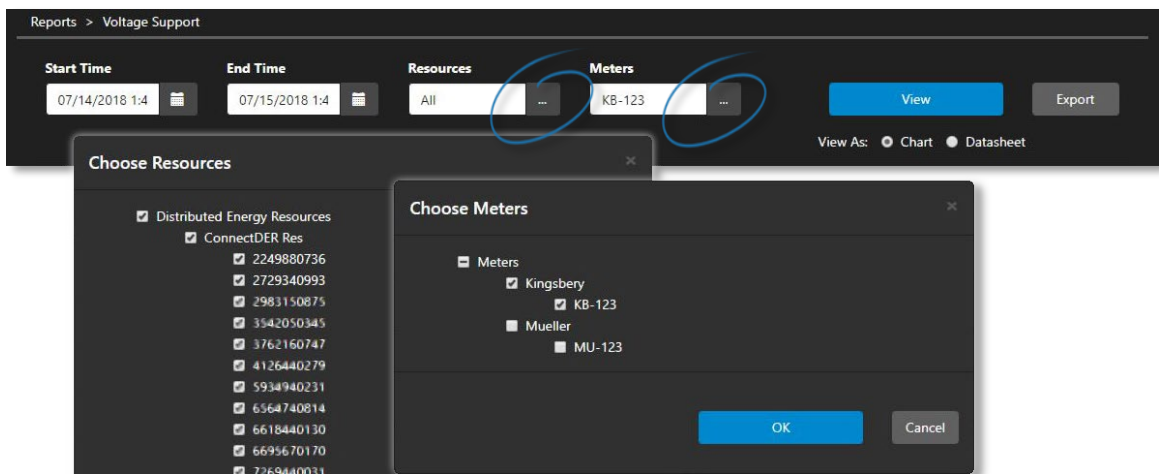 Reports > Voltage Support
Start Time End Time Resources Meters
07/14/2018 1:4 07/15/2018 1:4 All ... KB-123 ... View Export
View As: Chart Datasheet
Choose Resources ×
Distributed Energy Resources
ConnectDER Res
2249880736
2729340993
2983150875
3542050345
3762160747
4126440279
5934940231
6564740814
6618440130
6695670170
7269440031
Choose Meters ×
Meters
Kingsbery
KB-123
Mueller
MU-123
OK Cancel